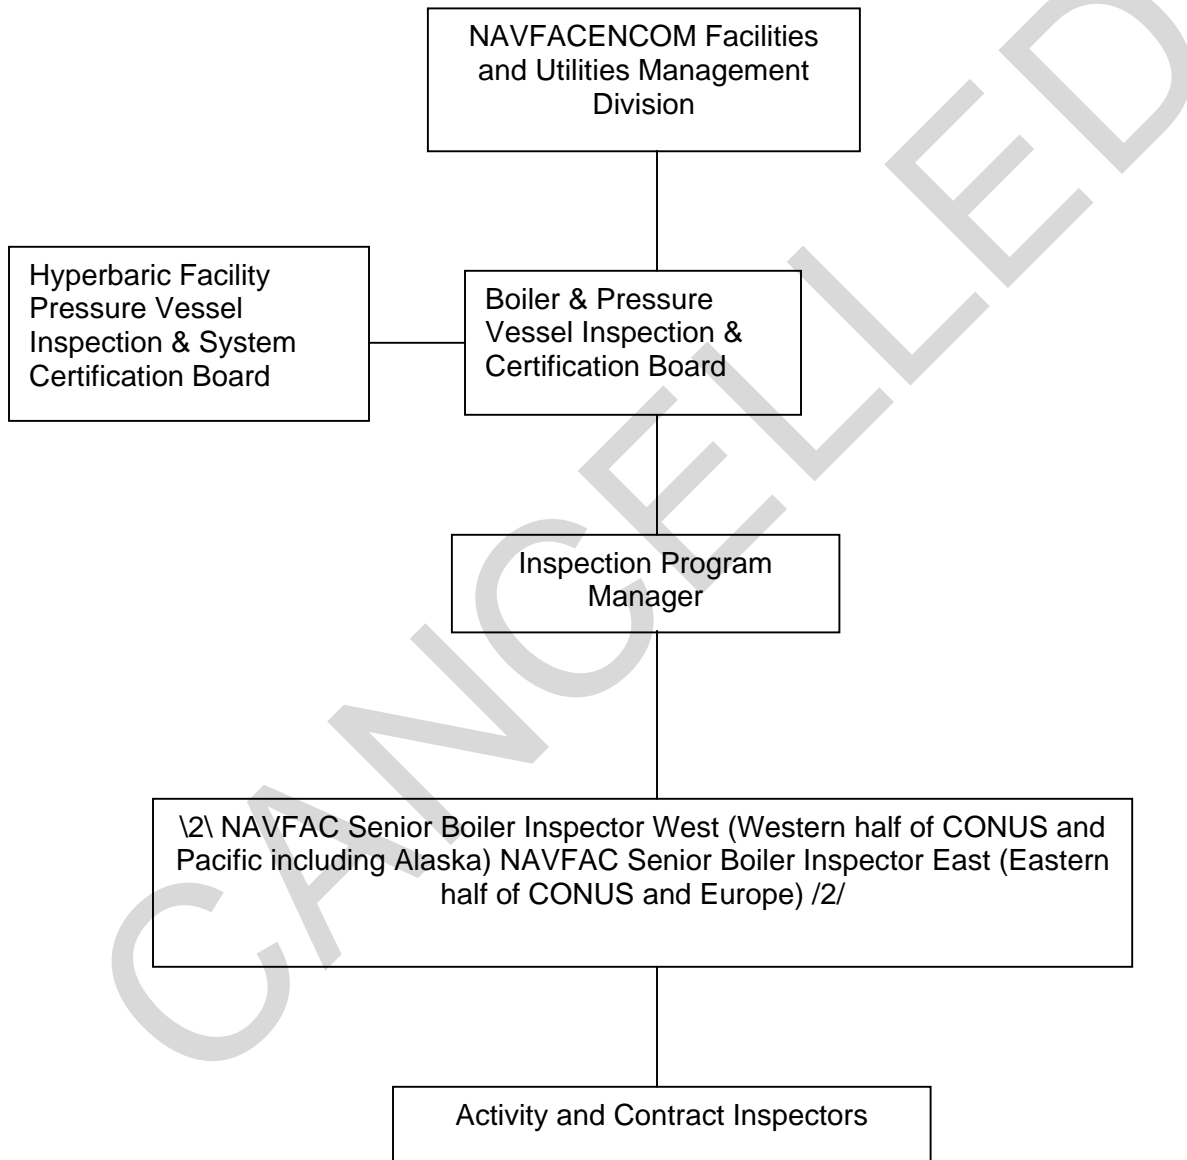 NAVFACENCOM Facilities
and Utilities Management
Division
Hyperbaric Facility
Pressure Vessel
Inspection & System
Certification Board
Boiler & Pressure
Vessel Inspection &
Certification Board
Inspection Program
Manager
\2\ NAVFAC Senior Boiler Inspector West (Western half of CONUS and
Pacific including Alaska) NAVFAC Senior Boiler Inspector East (Eastern
half of CONUS and Europe) /2/
Activity and Contract Inspectors
CANCELLED